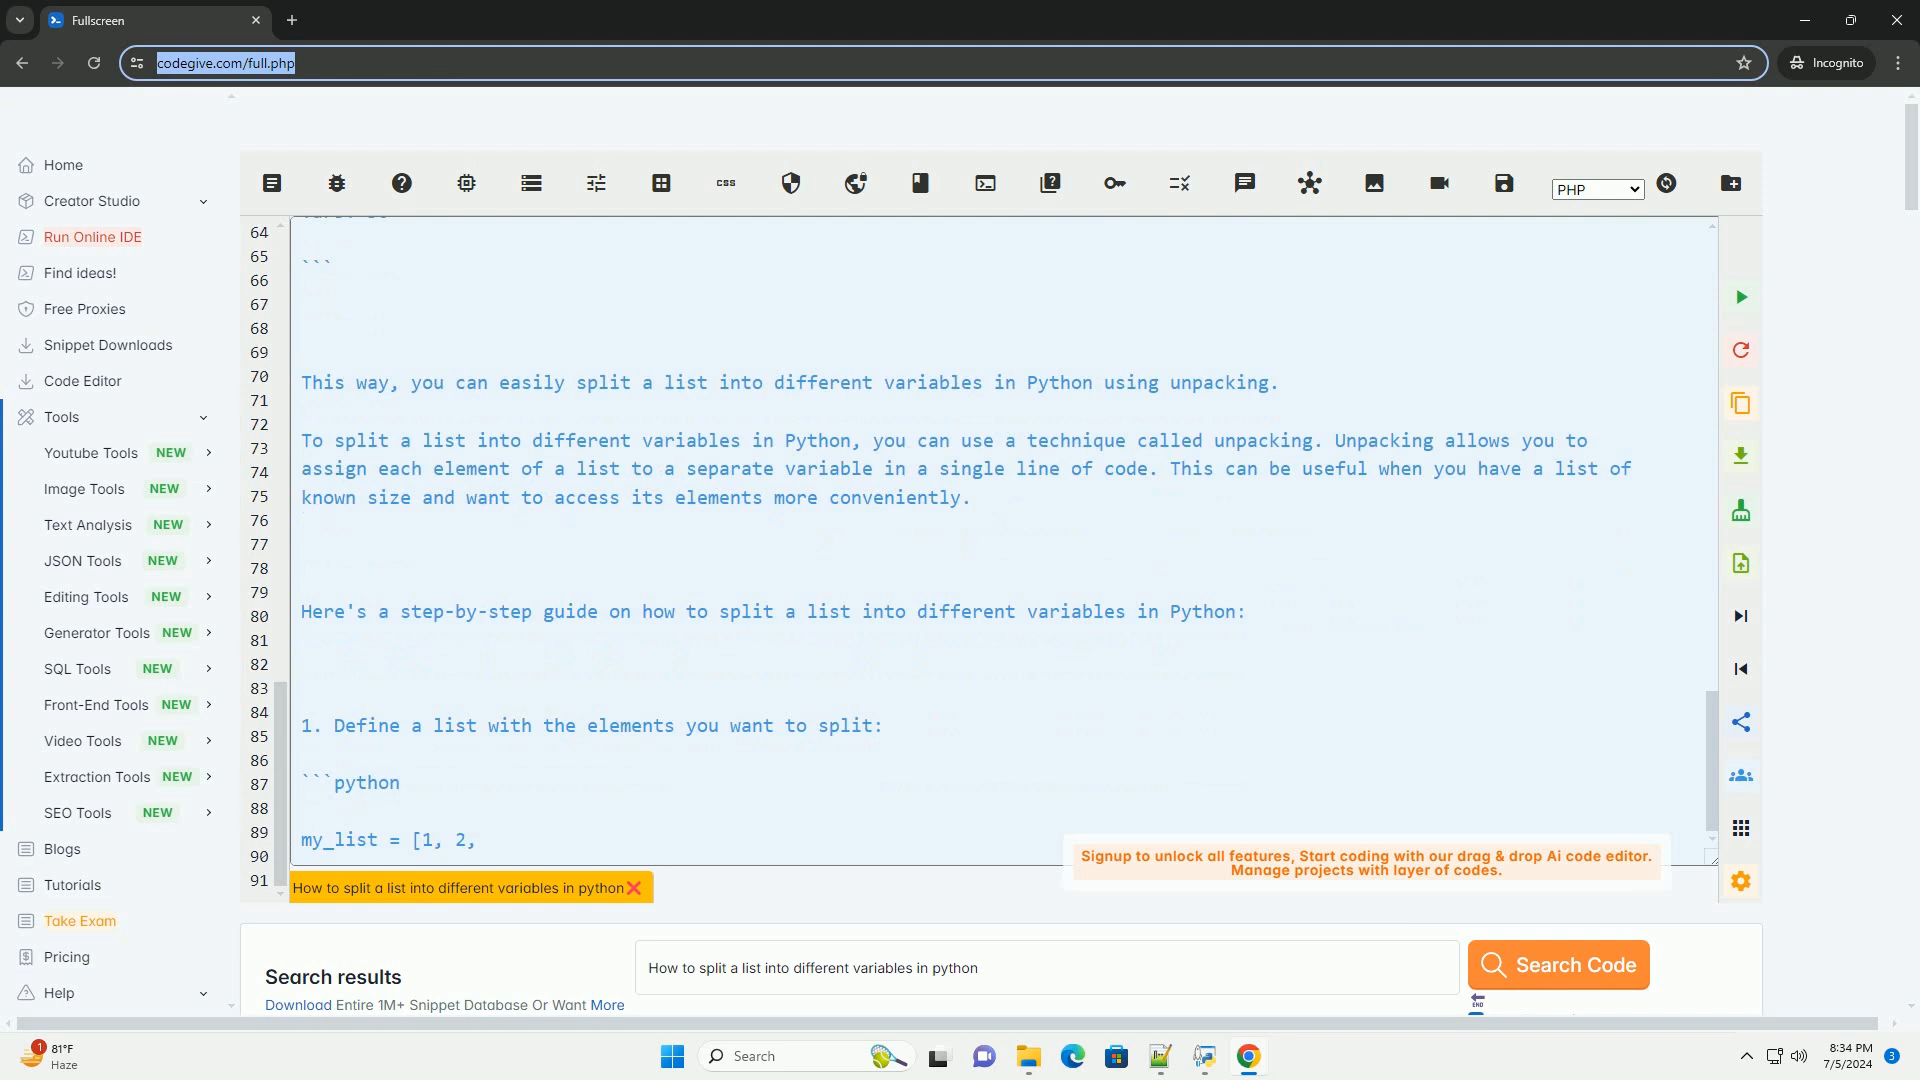 Fullscreen
codegive.com/full.php
Incognito
Home
Creator Studio
Run Online IDE
Find ideas!
Free Proxies
Snippet Downloads
Code Editor
Tools
Youtube Tools NEW
Image Tools NEW
Text Analysis NEW
JSON Tools NEW
Editing Tools NEW
Generator Tools NEW
SQL Tools NEW
Front-End Tools NEW
Video Tools NEW
Extraction Tools NEW
SEO Tools NEW
Blogs
Tutorials
Take Exam
Pricing
Help
css
PHP
64
65
66
67
68
69
70
71
72
73
74
75
76
77
78
79
80
81
82
83
84
85
86
87
88
89
90
91
```
This way, you can easily split a list into different variables in Python using unpacking.
To split a list into different variables in Python, you can use a technique called unpacking. Unpacking allows you to
assign each element of a list to a separate variable in a single line of code. This can be useful when you have a list of
known size and want to access its elements more conveniently.
Here's a step-by-step guide on how to split a list into different variables in Python:
1. Define a list with the elements you want to split:
```python
my_list = [1, 2,
Signup to unlock all features, Start coding with our drag & drop Ai code editor.
Manage projects with layer of codes.
How to split a list into different variables in python
Search results
Download Entire 1M+ Snippet Database Or Want More
How to split a list into different variables in python
Search Code
END
1
81°F
Haze
Search
8:34 PM
7/5/2024
3